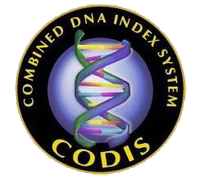 COMBINED DNA INDEX SYSTEM
CODIS